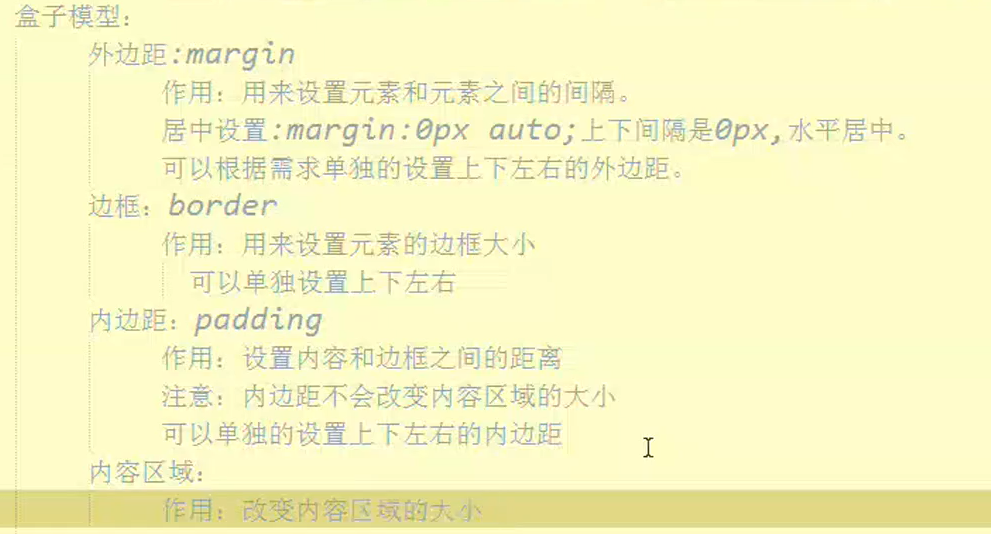 盒子模型：
外边距:margin
作用：用来设置元素和元素之间的间隔。
居中设置:margin:0px auto;上下间隔是0px,水平居中。
可以根据需求单独的设置上下左右的外边距。
边框：border
作用：用来设置元素的边框大小
可以单独设置上下左右
内边距：padding
作用：设置内容和边框之间的距离
注意：内边距不会改变内容区域的大小
可以单独的设置上下左右的内边距
内容区域：
作用：改变内容区域的大小